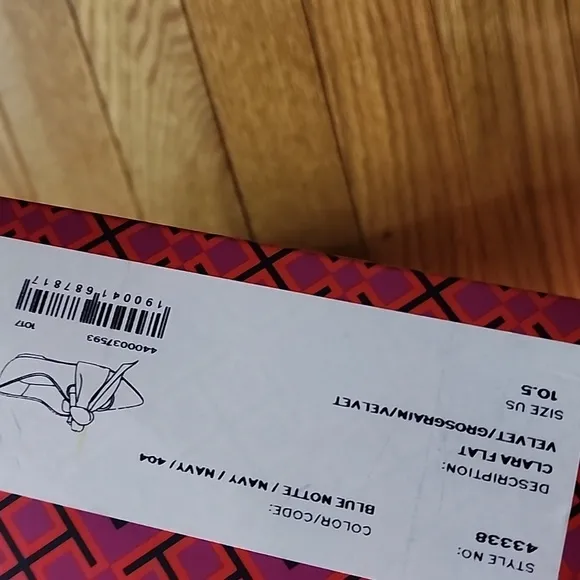 STYLE NO:
43338
COLOR/CODE:
BLUE NOTTE / NAVY / NAVY / 404
DESCRIPTION:
CLARA FLAT
VELVET/GROSGRAIN/VELVET
SIZE US
10.5
4400037593
1017
190041687817